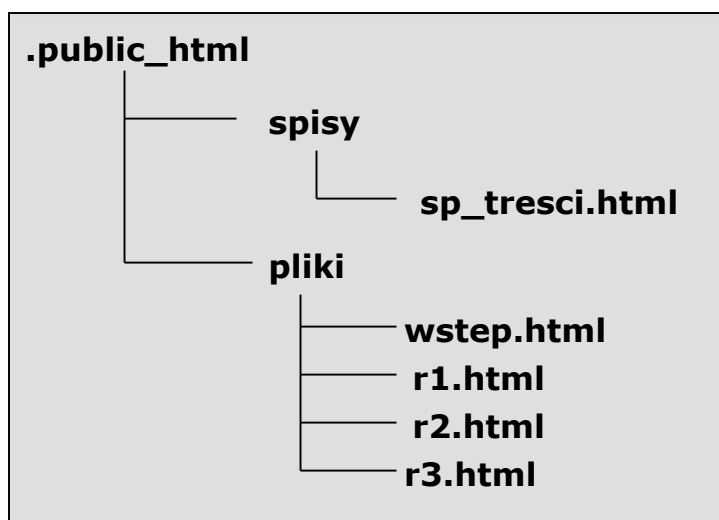 .public_html
spisy
sp_tresci.html
pliki
wstep.html
r1.html
r2.html
r3.html